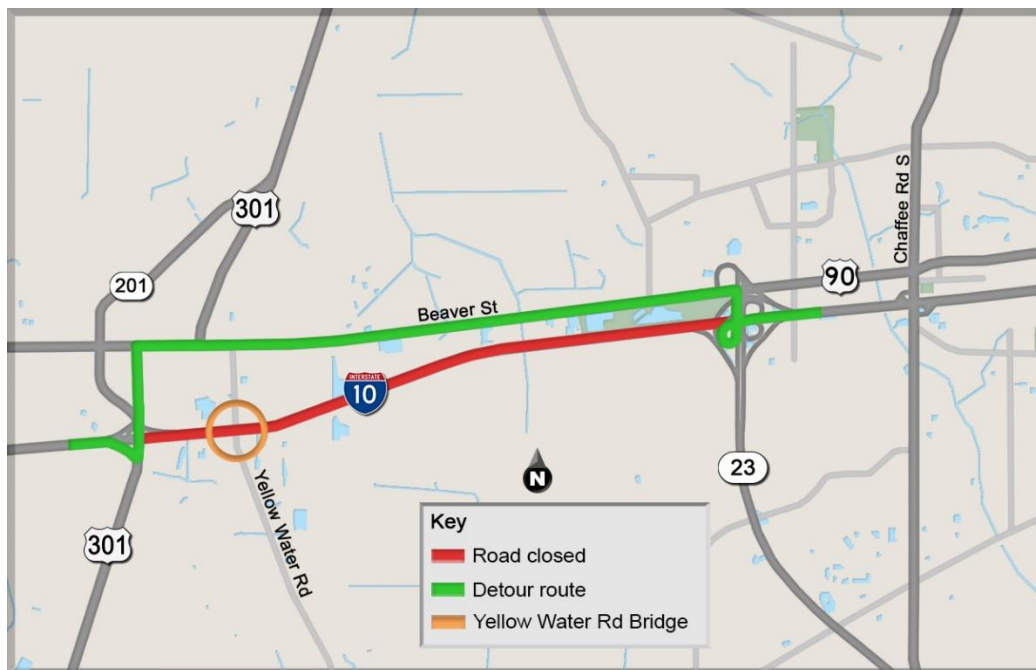 Chaffee Rd S
301
90
201
Beaver St
INTERSTATE
10
23
N
Yellow Water Rd
301
Key
Road closed
Detour route
Yellow Water Rd Bridge